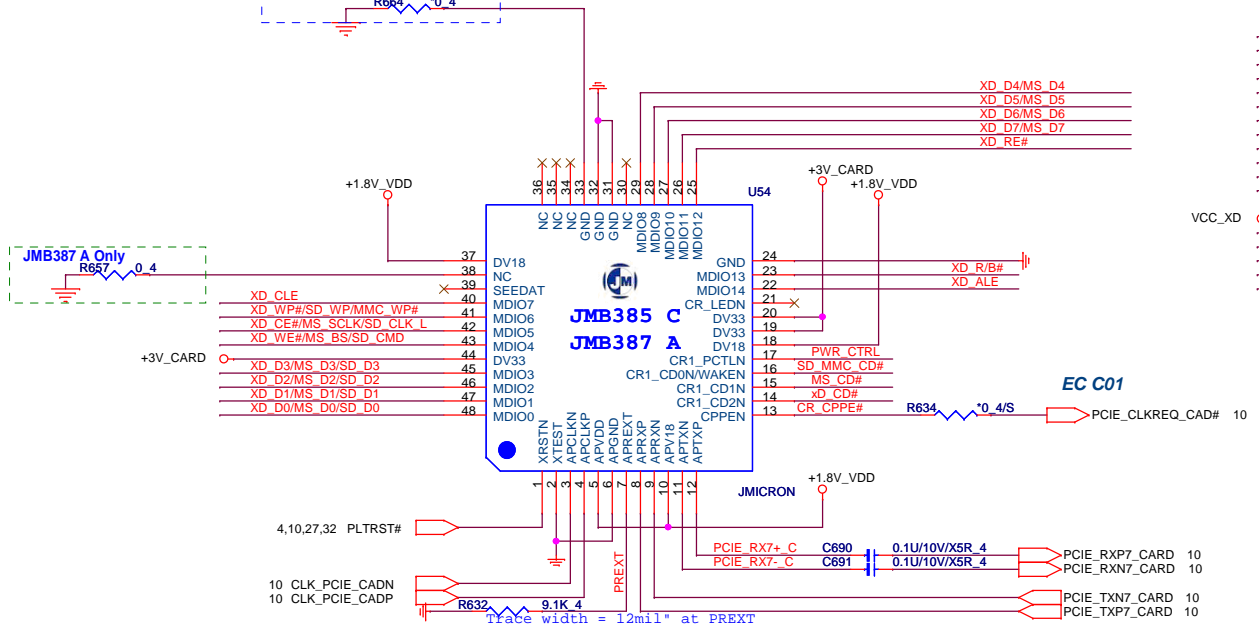 R664 *0_4
XD_D4/MS_D4
XD_D5/MS_D5
XD_D6/MS_D6
XD_D7/MS_D7
XD_RE#
+3V_CARD
+1.8V_VDD
+1.8V_VDD
U54
VCC_XD
36 35 34 33 32 31 30 29 28 27 26 25
NC NC NC GND GND GND NC MDIO8 MDIO9 MDIO10 MDIO11 MDIO12
JMB387 A Only
R657 0_4
37 DV18
38 NC
39 SEEDAT
XD_CLE 40 MDIO7
XD_WP#/SD_WP/MMC_WP# 41 MDIO6
XD_CE#/MS_SCLK/SD_CLK_L 42 MDIO5
XD_WE#/MS_BS/SD_CMD 43 MDIO4
+3V_CARD 44 DV33
XD_D3/MS_D3/SD_D3 45 MDIO3
XD_D2/MS_D2/SD_D2 46 MDIO2
XD_D1/MS_D1/SD_D1 47 MDIO1
XD_D0/MS_D0/SD_D0 48 MDIO0
JM
JMB385 C
JMB387 A
GND 24
MDIO13 23 XD_R/B#
MDIO14 22 XD_ALE
CR_LEDN 21
DV33 20
DV33 19
DV18 18
CR1_PCTLN 17 PWR_CTRL
CR1_CD0N/WAKEN 16 SD_MMC_CD#
CR1_CD1N 15 MS_CD#
CR1_CD2N 14 xD_CD#
CPPEN 13 CR_CPPE#
EC C01
R634 *0_4/S PCIE_CLKREQ_CAD# 10
XRSTN XTEST APCLKN APCLKP APVDD APGND APREXT APRXP APRXN APV18 APTXN APTXP
1 2 3 4 5 6 7 8 9 10 11 12
JMICRON
+1.8V_VDD
4,10,27,32 PLTRST#
PCIE_RX7+_C C690 0.1U/10V/X5R_4 PCIE_RXP7_CARD 10
PCIE_RX7-_C C691 0.1U/10V/X5R_4 PCIE_RXN7_CARD 10
PREXT
10 CLK_PCIE_CADN
10 CLK_PCIE_CADP
PCIE_TXN7_CARD 10
PCIE_TXP7_CARD 10
R632 9.1K_4
Trace width = 12mil" at PREXT